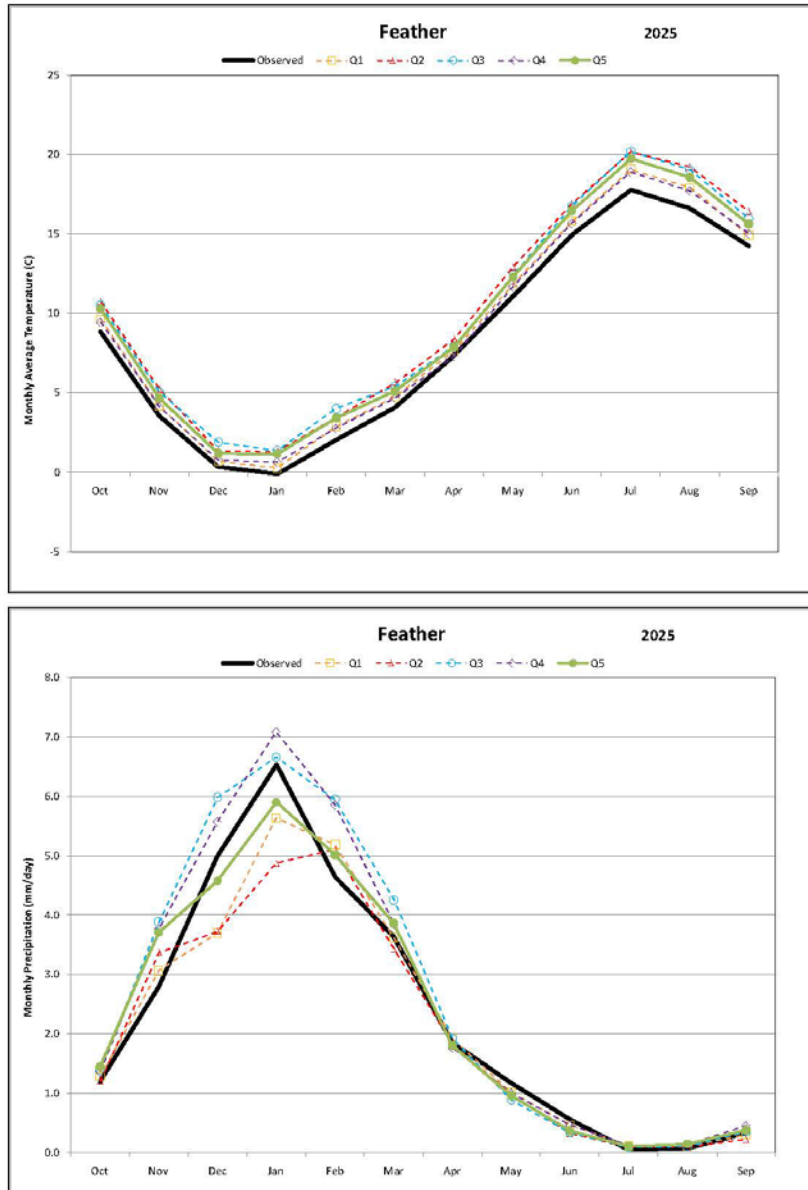 Feather 2025
Observed Q1 Q2 Q3 Q4 Q5
25
20
15
10
5
0
-5
Monthly Average Temperature (C)
Oct Nov Dec Jan Feb Mar Apr May Jun Jul Aug Sep
Feather 2025
Observed Q1 Q2 Q3 Q4 Q5
8.0
7.0
6.0
5.0
4.0
3.0
2.0
1.0
0.0
Monthly Precipitation (mm/day)
Oct Nov Dec Jan Feb Mar Apr May Jun Jul Aug Sep